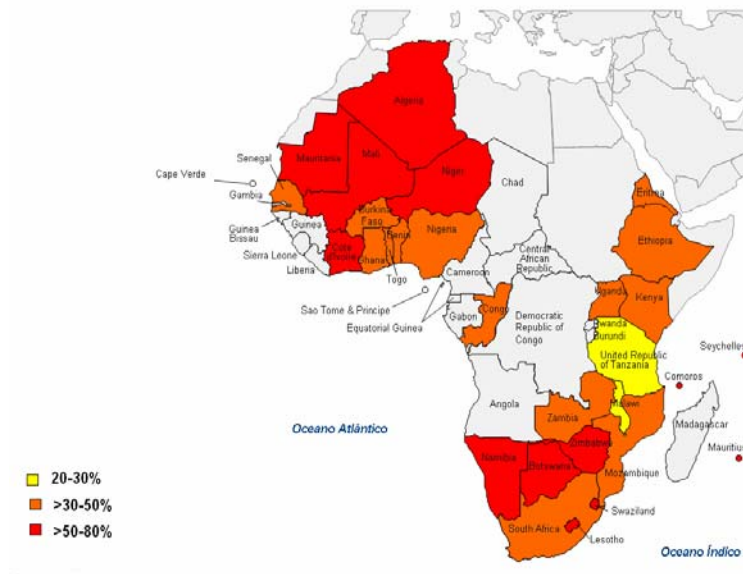 Algeria
Mauritania
Mali
Niger
Chad
Senegal
Cape Verde
Gambia
Guinea
Bissau
Guinea
Sierra Leone
Liberia
Burkina
Faso
Cote
Ghana
Benin
Togo
Nigeria
Cameroon
Central
African
Republic
Eritrea
Ethiopia
Sao Tome & Principe
Equatorial Guinea
Gabon
Congo
Democratic
Republic of
Congo
Uganda
Kenya
Rwanda
Burundi
United Republic
of Tanzania
Seychelles
Comoros
Angola
Zambia
Malawi
Madagascar
Mauritius
Oceano Atlântico
Namibia
Botswana
Zimbabwe
Mozambique
Swaziland
South Africa
Lesotho
Oceano Índico
20-30%
>30-50%
>50-80%